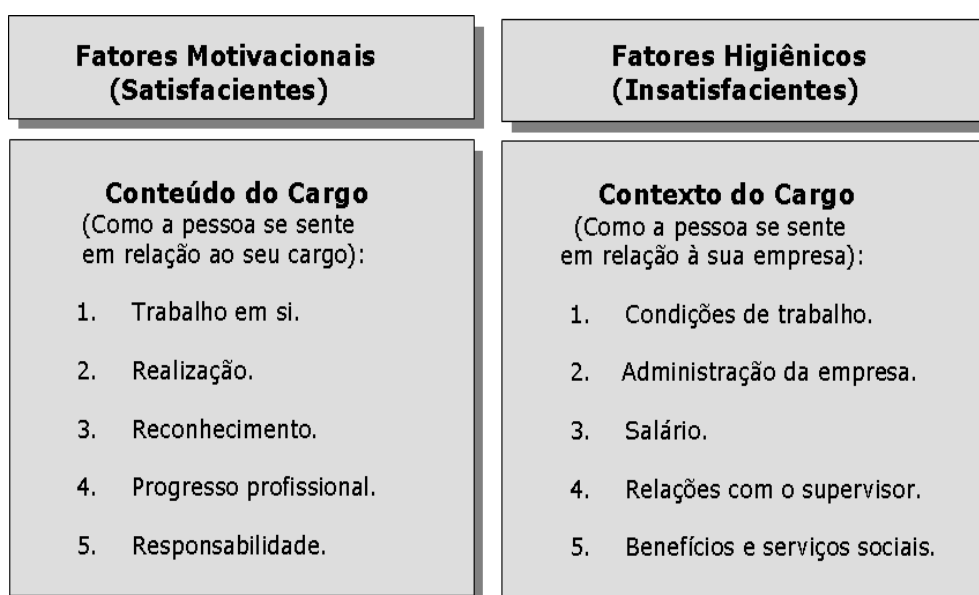 Fatores Motivacionais
(Satisfacientes)
Conteúdo do Cargo
(Como a pessoa se sente
em relação ao seu cargo):
1. Trabalho em si.
2. Realização.
3. Reconhecimento.
4. Progresso profissional.
5. Responsabilidade.
Fatores Higiênicos
(Insatisfacientes)
Contexto do Cargo
(Como a pessoa se sente
em relação à sua empresa):
1. Condições de trabalho.
2. Administração da empresa.
3. Salário.
4. Relações com o supervisor.
5. Benefícios e serviços sociais.